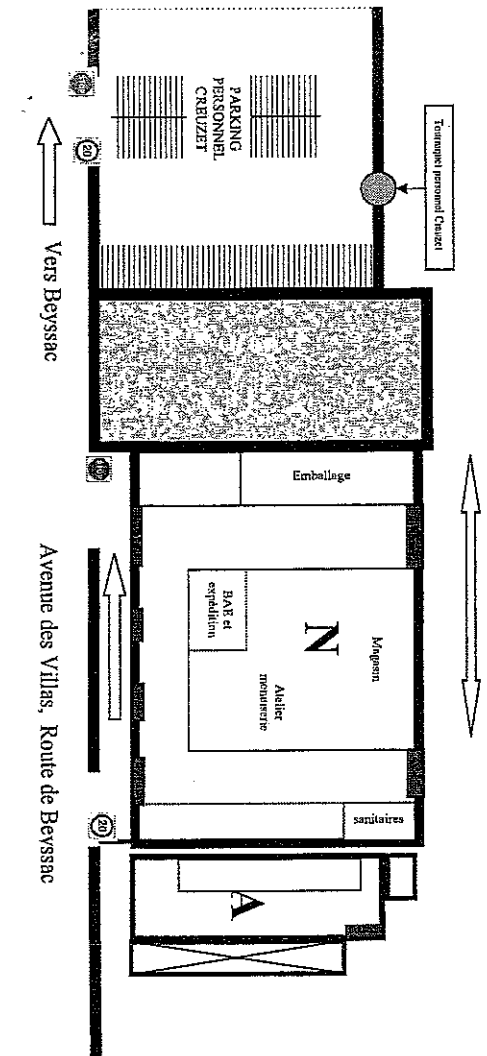 Tourniquet personnel Creuzet
PARKING
PERSONNEL
CREUZET
20
Vers Beyssac
Emballage
Magasin
N
BAE et
expédition
Atelier
menuiserie
sanitaires
A
20
Avenue des Villas, Route de Beyssac